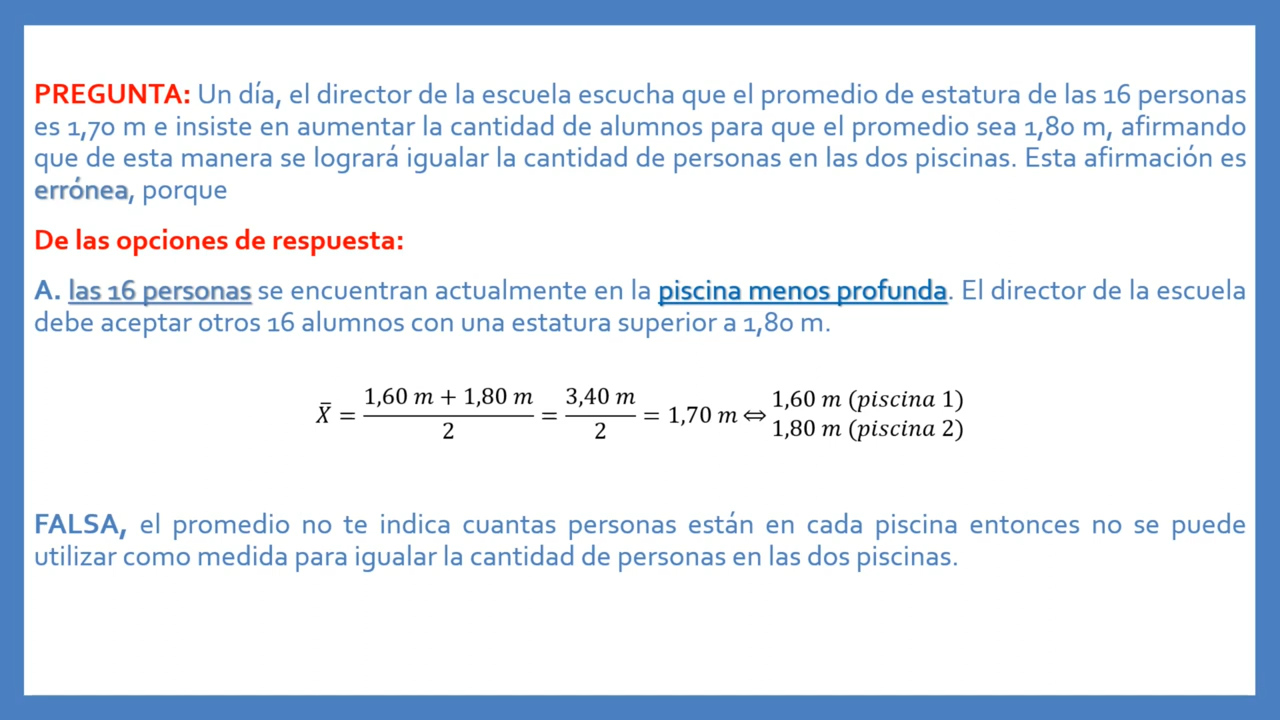 PREGUNTA: Un día, el director de la escuela escucha que el promedio de estatura de las 16 personas
es 1,70 m e insiste en aumentar la cantidad de alumnos para que el promedio sea 1,80 m, afirmando
que de esta manera se logrará igualar la cantidad de personas en las dos piscinas. Esta afirmación es
errónea, porque
De las opciones de respuesta:
A. las 16 personas se encuentran actualmente en la piscina menos profunda. El director de la escuela
debe aceptar otros 16 alumnos con una estatura superior a 1,80 m.
X̄ = (1,60 m + 1,80 m)/2 = (3,40 m)/2 = 1,70 m ⇔ 1,60 m (piscina 1)
1,80 m (piscina 2)
FALSA, el promedio no te indica cuantas personas están en cada piscina entonces no se puede
utilizar como medida para igualar la cantidad de personas en las dos piscinas.